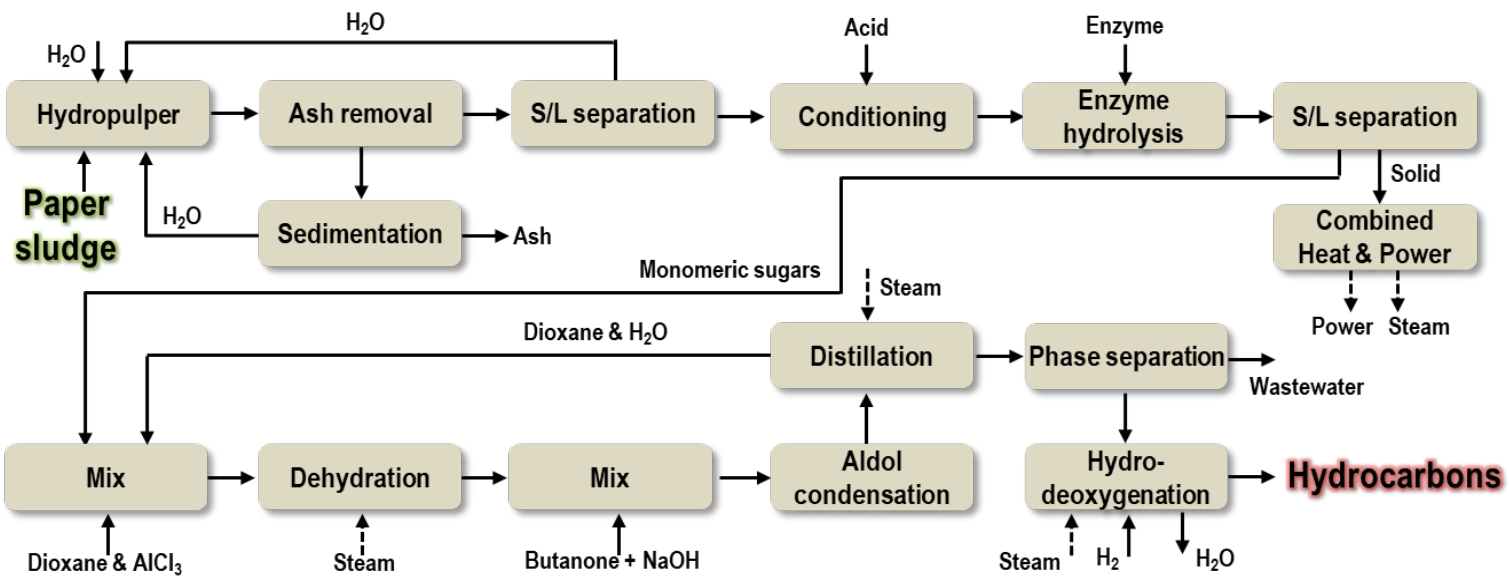 H₂O
H₂O
Acid
Enzyme
Hydropulper
Ash removal
S/L separation
Conditioning
Enzyme
hydrolysis
S/L separation
Paper
sludge
H₂O
Sedimentation
Ash
Solid
Combined
Heat & Power
Monomeric sugars
Steam
Power
Steam
Dioxane & H₂O
Distillation
Phase separation
Wastewater
Mix
Dehydration
Mix
Aldol
condensation
Hydro-
deoxygenation
Hydrocarbons
Dioxane & AlCl₃
Steam
Butanone + NaOH
Steam
H₂
H₂O